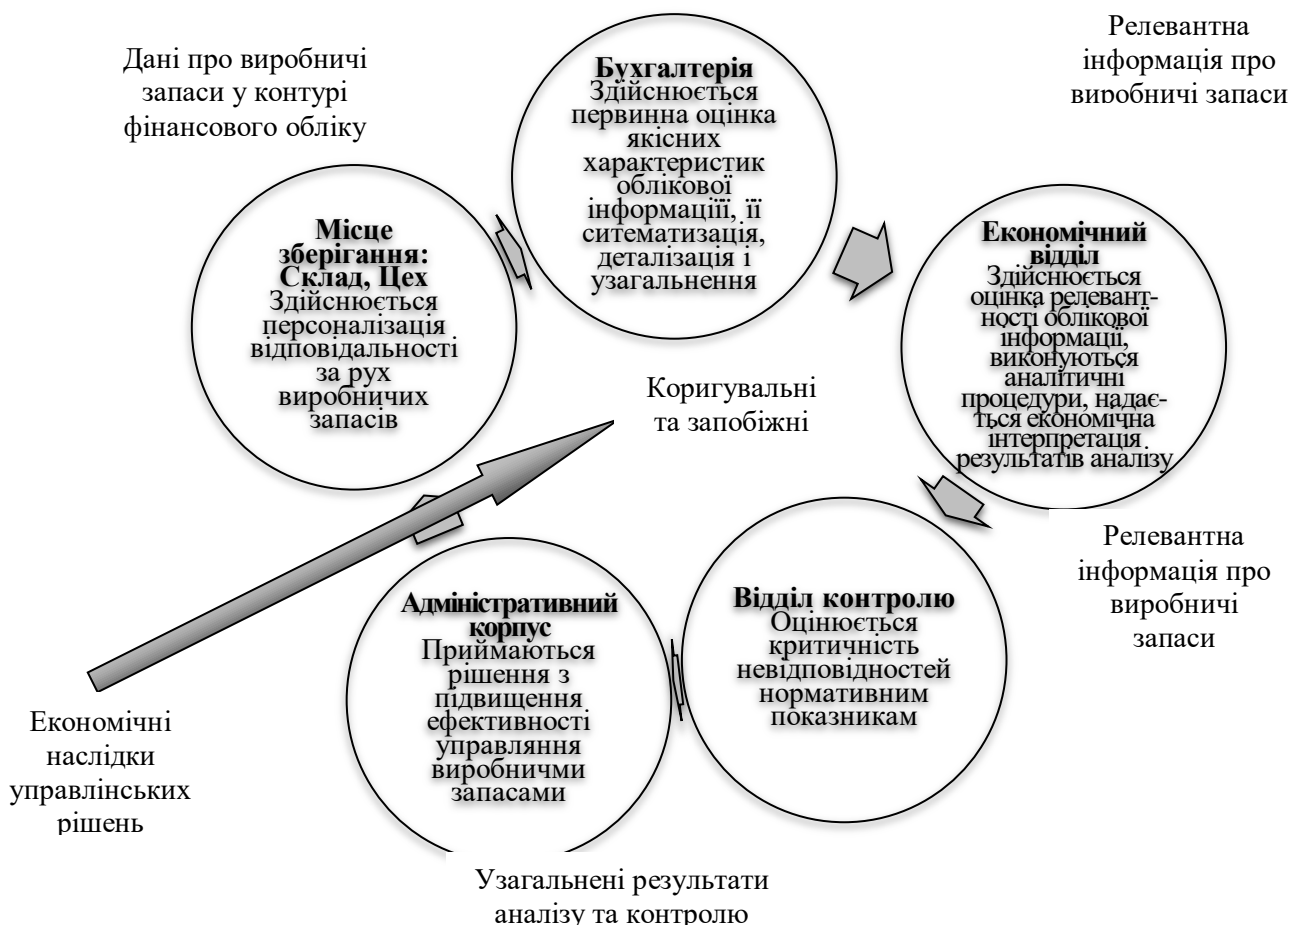 Дані про виробничі
запаси у контурі
фінансового обліку
Релевантна
інформація про
виробничі запаси
Бухгалтерія
Здійснюється
первинна оцінка
якісних
характеристик
облікової
інформаціїї, її
ситематизація,
деталізація і
узагальнення
Місце
зберігання:
Склад, Цех
Здійснюється
персоналізація
відповідальності
за рух
виробничих
запасів
Економічний
відділ
Здійснюється
оцінка релевант-
ності облікової
інформації,
виконуються
аналітичні
процедури, надає-
ться економічна
інтерпретація
результатів аналізу
Коригувальні
та запобіжні
Релевантна
інформація про
виробничі
запаси
Відділ контролю
Оцінюється
критичність
невідповідностей
нормативним
показникам
Адміністративний
корпус
Приймаються
рішення з
підвищення
ефективності
управляння
виробничми
запасами
Економічні
наслідки
управлінських
рішень
Узагальнені результати
аналізу та контролю